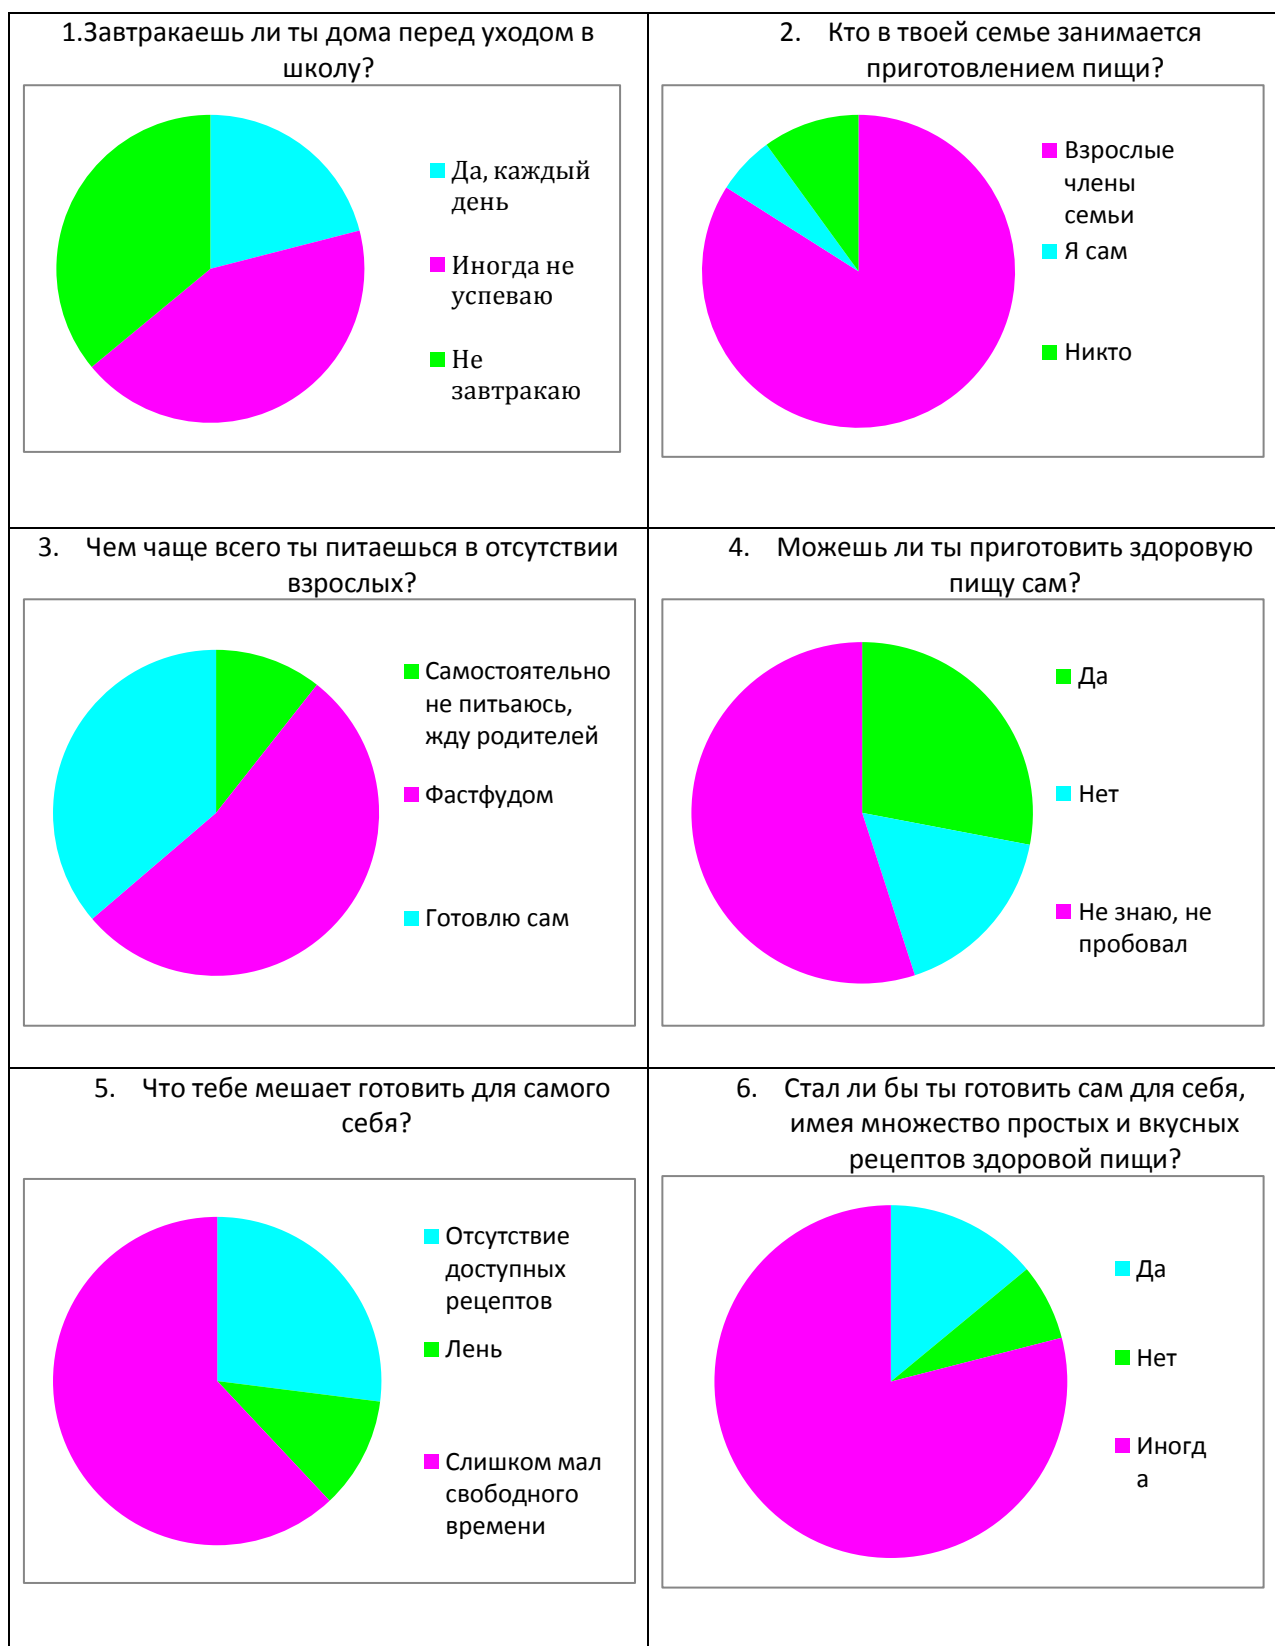 1.Завтракаешь ли ты дома перед уходом в
школу?
Да, каждый
день
Иногда не
успеваю
Не
завтракаю
2. Кто в твоей семье занимается
приготовлением пищи?
Взрослые
члены
семьи
Я сам
Никто
3. Чем чаще всего ты питаешься в отсутствии
взрослых?
Самостоятельно
не питьаюсь,
жду родителей
Фастфудом
Готовлю сам
4. Можешь ли ты приготовить здоровую
пищу сам?
Да
Нет
Не знаю, не
пробовал
5. Что тебе мешает готовить для самого
себя?
Отсутствие
доступных
рецептов
Лень
Слишком мал
свободного
времени
6. Стал ли бы ты готовить сам для себя,
имея множество простых и вкусных
рецептов здоровой пищи?
Да
Нет
Иногд
а